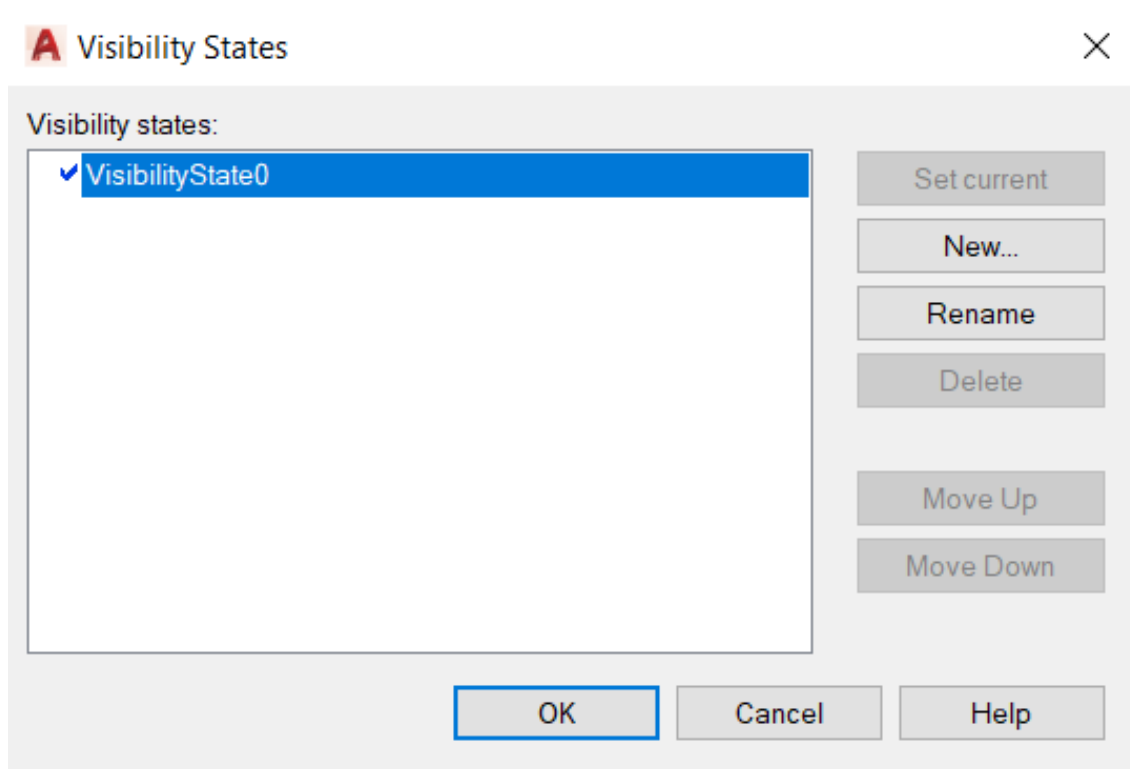 Visibility States
Visibility states:
VisibilityState0
Set current
New...
Rename
Delete
Move Up
Move Down
OK
Cancel
Help